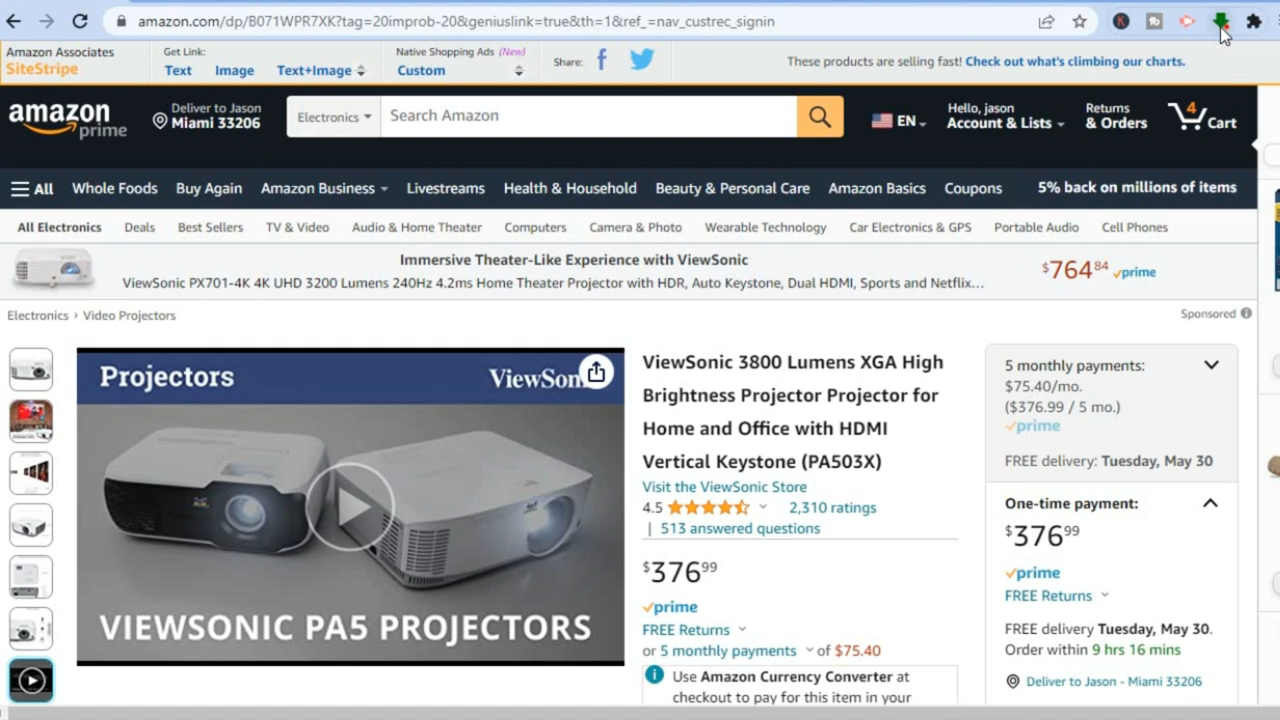 amazon.com/dp/B071WPR7XK?tag=20improb-20&geniuslink=true&th=1&ref_=nav_custrec_signin
K
Amazon Associates
SiteStripe
Get Link:
Text Image Text+Image
Native Shopping Ads (New)
Custom
Share:
These products are selling fast! Check out what's climbing our charts.
amazon
prime
Deliver to Jason
Miami 33206
Electronics
Search Amazon
EN
Hello, jason
Account & Lists
Returns
& Orders
4
Cart
All Whole Foods Buy Again Amazon Business Livestreams Health & Household Beauty & Personal Care Amazon Basics Coupons 5% back on millions of items
All Electronics Deals Best Sellers TV & Video Audio & Home Theater Computers Camera & Photo Wearable Technology Car Electronics & GPS Portable Audio Cell Phones
Immersive Theater-Like Experience with ViewSonic
ViewSonic PX701-4K 4K UHD 3200 Lumens 240Hz 4.2ms Home Theater Projector with HDR, Auto Keystone, Dual HDMI, Sports and Netflix...
$764 84 prime
Electronics › Video Projectors
Sponsored
Projectors
ViewSon
VIEWSONIC PA5 PROJECTORS
ViewSonic 3800 Lumens XGA High
Brightness Projector Projector for
Home and Office with HDMI
Vertical Keystone (PA503X)
Visit the ViewSonic Store
4.5 2,310 ratings
| 513 answered questions
$376 99
prime
FREE Returns
or 5 monthly payments of $75.40
Use Amazon Currency Converter at
checkout to pay for this item in your
5 monthly payments:
$75.40/mo.
($376.99 / 5 mo.)
prime
FREE delivery: Tuesday, May 30
One-time payment:
$376 99
prime
FREE Returns
FREE delivery Tuesday, May 30.
Order within 9 hrs 16 mins
Deliver to Jason - Miami 33206